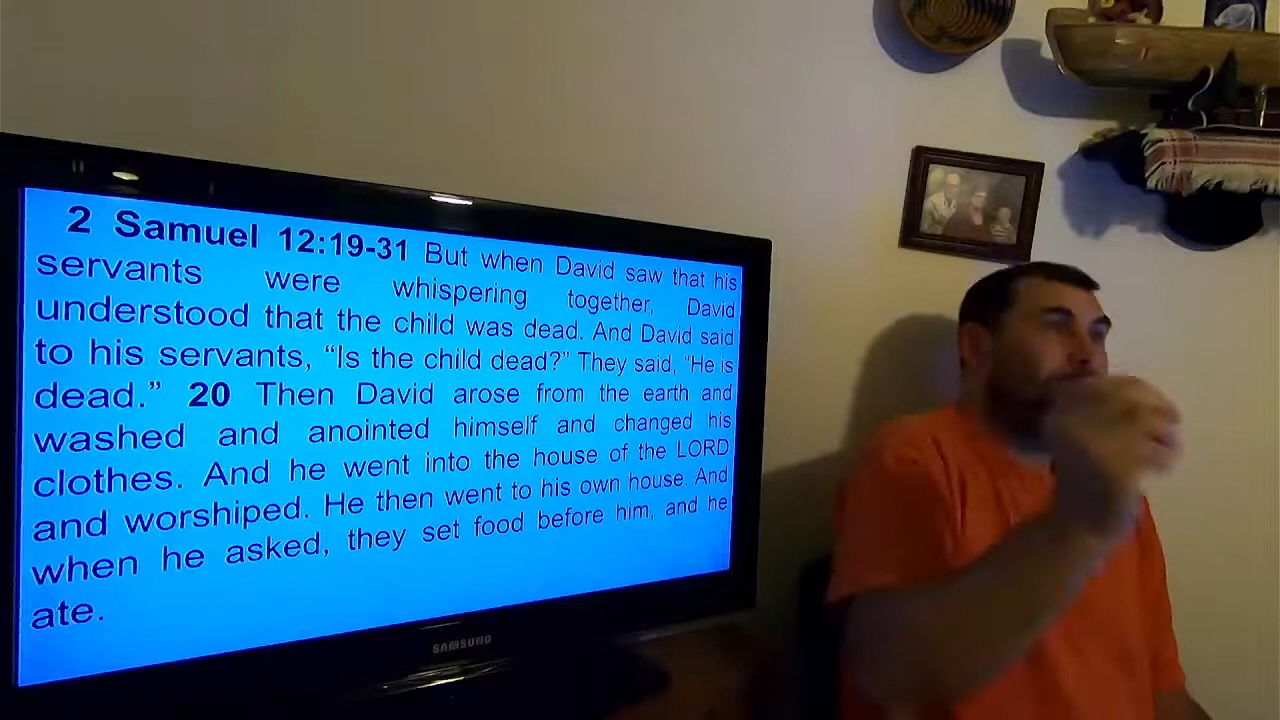 2 Samuel 12:19-31 But when David saw that his
servants were whispering together, David
understood that the child was dead. And David said
to his servants, “Is the child dead?” They said, “He is
dead.” 20 Then David arose from the earth and
washed and anointed himself and changed his
clothes. And he went into the house of the LORD
and worshiped. He then went to his own house. And
when he asked, they set food before him, and he
ate.
SAMSUNG